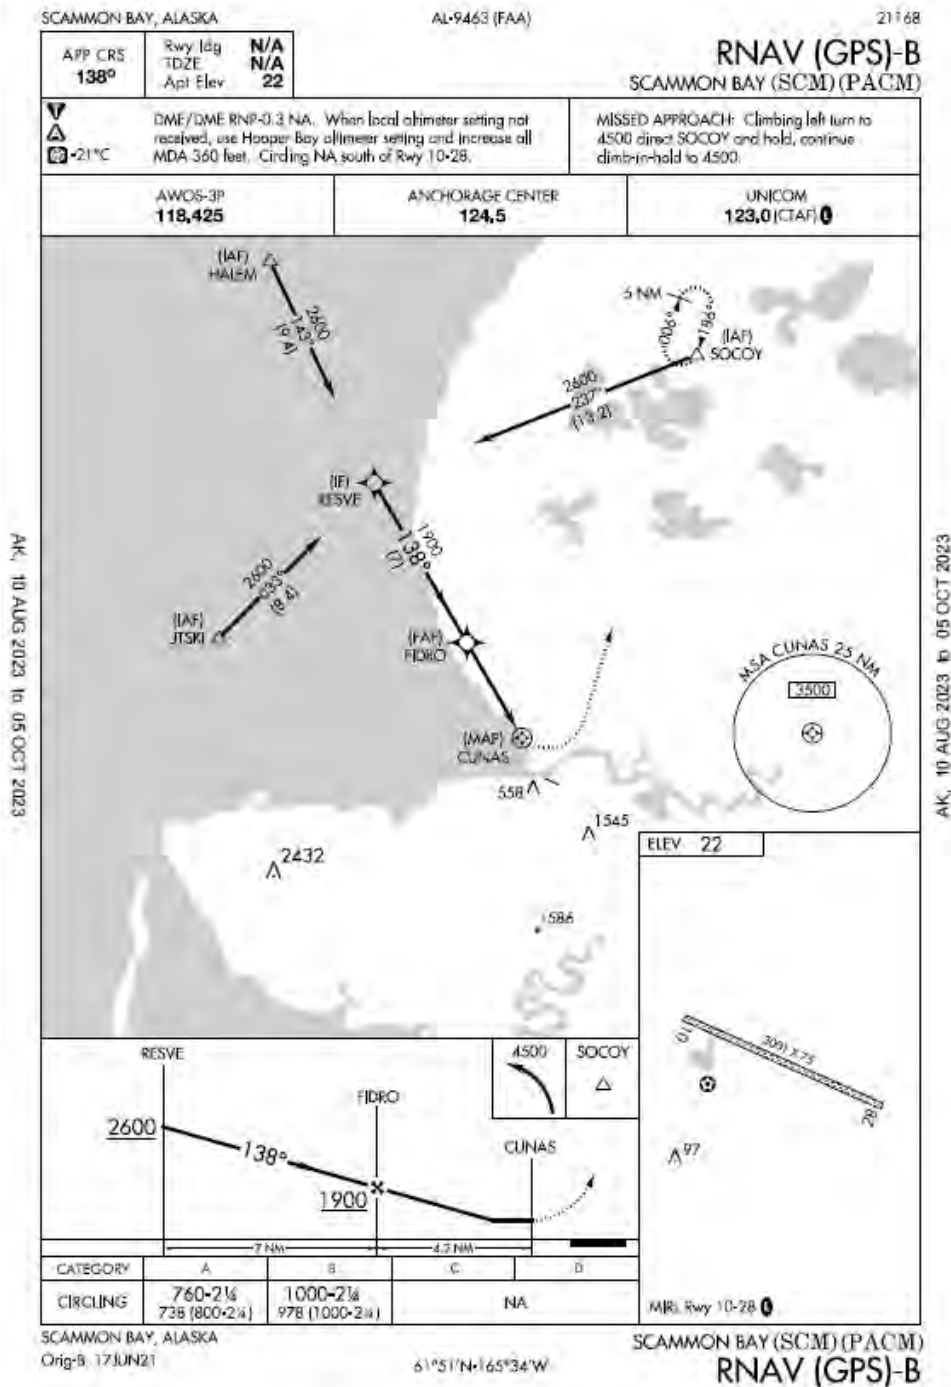 SCAMMON BAY, ALASKA
AL-9463 (FAA)
21168
APP CRS
138°
Rwy ldg N/A
TDZE N/A
Apt Elev 22
RNAV (GPS)-B
SCAMMON BAY (SCM) (PACM)
T
A
-21°C
DME/DME RNP-0.3 NA. When local altimeter setting not
received, use Hooper Bay altimeter setting and increase all
MDA 360 feet. Circling NA south of Rwy 10-28.
MISSED APPROACH: Climbing left turn to
4500 direct SOCOY and hold, continue
climb-in-hold to 4500.
AWOS-3P
118.425
ANCHORAGE CENTER
124.5
UNICOM
123.0 (CTAF) L
(IAF)
HALEM
2600
143°
(9.4)
5 NM
006°
186°
(IAF)
SOCOY
2600
237°
(13.2)
(IF)
RESVE
1900
138°
(7)
2600
033°
(8.4)
(IAF)
JTSKI
(FAF)
FIDRO
(MAP)
CUNAS
MSA CUNAS 25 NM
3500
558
1545
2432
1586
ELEV 22
10
3001 X 75
28
97
MIRL Rwy 10-28 L
RESVE
FIDRO
CUNAS
4500
SOCOY
2600
138°
1900
7 NM
4.2 NM
CATEGORY A B C D
CIRCLING
760-2¼
738 (800-2¼)
1000-2¼
978 (1000-2¼)
NA
SCAMMON BAY, ALASKA
Orig-B 17JUN21
61°51'N-165°34'W
SCAMMON BAY (SCM) (PACM)
RNAV (GPS)-B
AK, 10 AUG 2023 to 05 OCT 2023
AK, 10 AUG 2023 to 05 OCT 2023